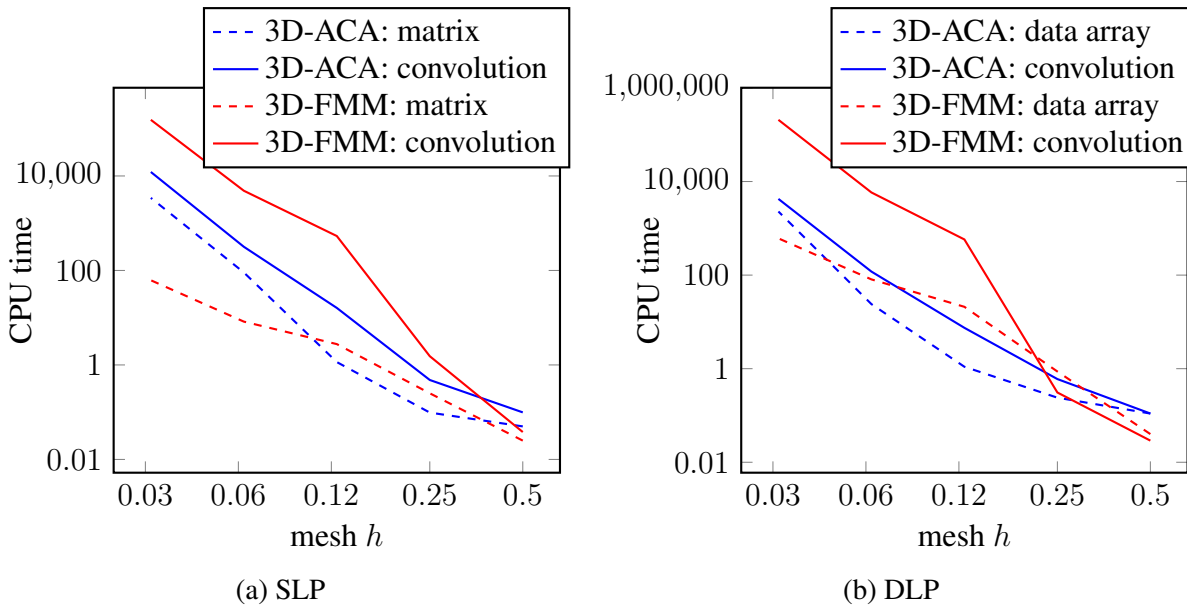 3D-ACA: matrix
3D-ACA: convolution
3D-FMM: matrix
3D-FMM: convolution
10,000
100
1
0.01
CPU time
0.03 0.06 0.12 0.25 0.5
mesh h
(a) SLP
3D-ACA: data array
3D-ACA: convolution
3D-FMM: data array
3D-FMM: convolution
1,000,000
10,000
100
1
0.01
CPU time
0.03 0.06 0.12 0.25 0.5
mesh h
(b) DLP